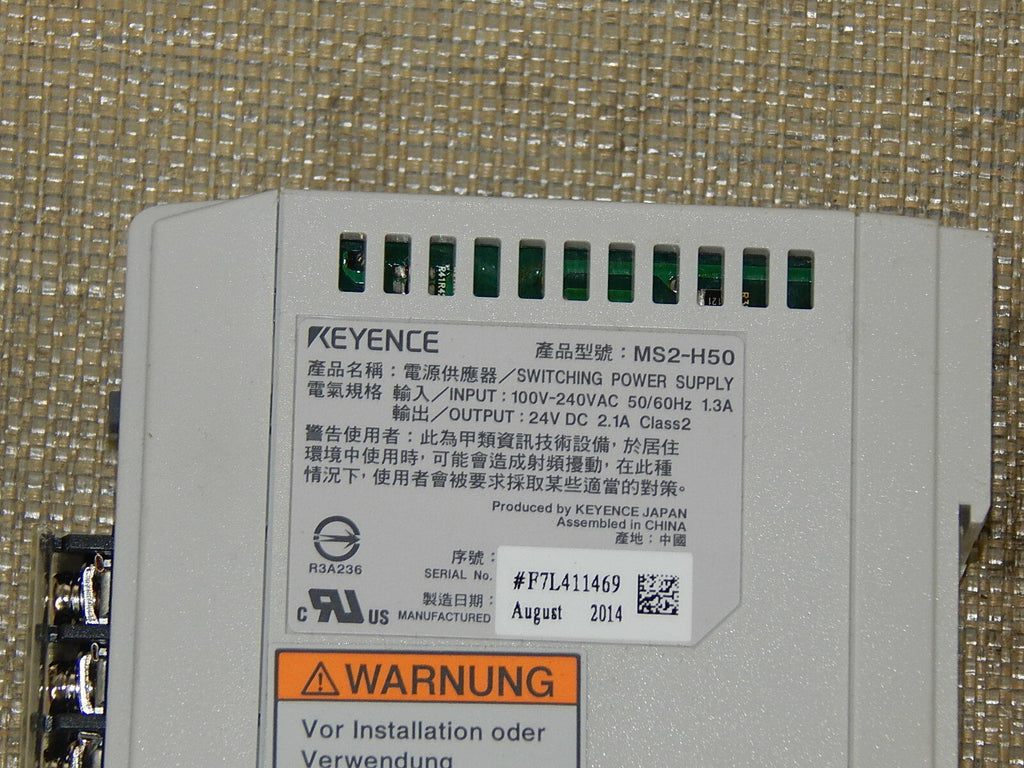 KEYENCE
產品型號：MS2-H50
產品名稱：電源供應器／SWITCHING POWER SUPPLY
電氣規格 輸入／INPUT：100V-240VAC 50/60Hz 1.3A
輸出／OUTPUT：24V DC 2.1A Class2
警告使用者：此為甲類資訊技術設備，於居住
環境中使用時，可能會造成射頻擾動，在此種
情況下，使用者會被要求採取某些適當的對策。
Produced by KEYENCE JAPAN
Assembled in CHINA
產地：中國
R3A236
序號：
SERIAL No.
#F7L411469
製造日期：
MANUFACTURED
August 2014
C RU US
WARNUNG
Vor Installation oder
Verwendung